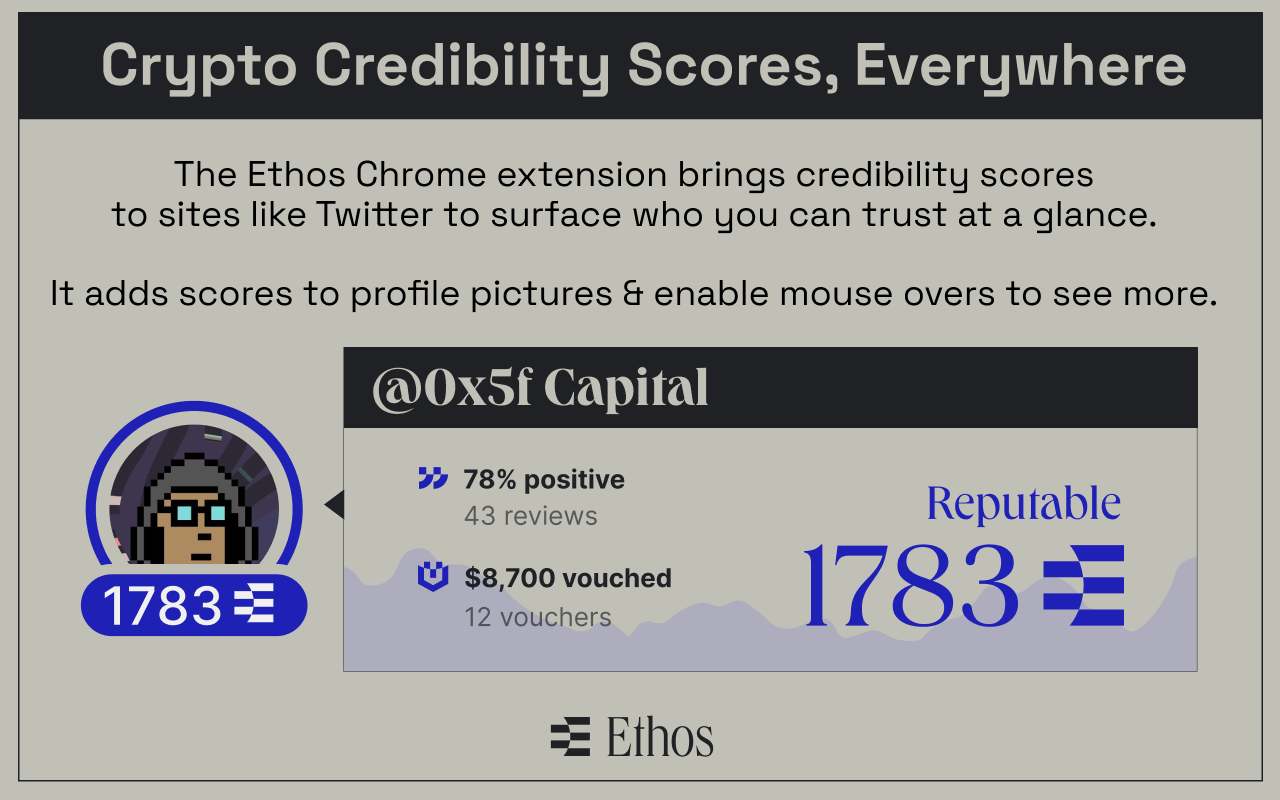 Crypto Credibility Scores, Everywhere
The Ethos Chrome extension brings credibility scores
to sites like Twitter to surface who you can trust at a glance.
It adds scores to profile pictures & enable mouse overs to see more.
@0x5f Capital
78% positive
43 reviews
$8,700 vouched
12 vouchers
Reputable
1783
1783
Ethos